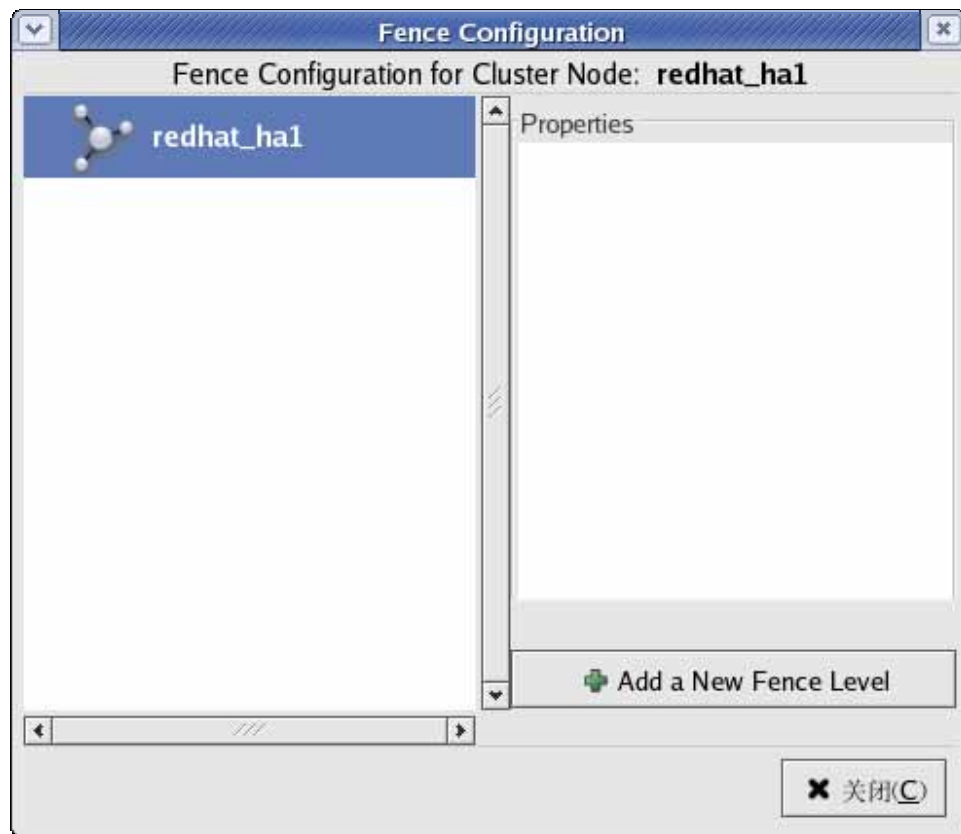 Fence Configuration
Fence Configuration for Cluster Node: redhat_ha1
redhat_ha1
Properties
Add a New Fence Level
关闭(C)